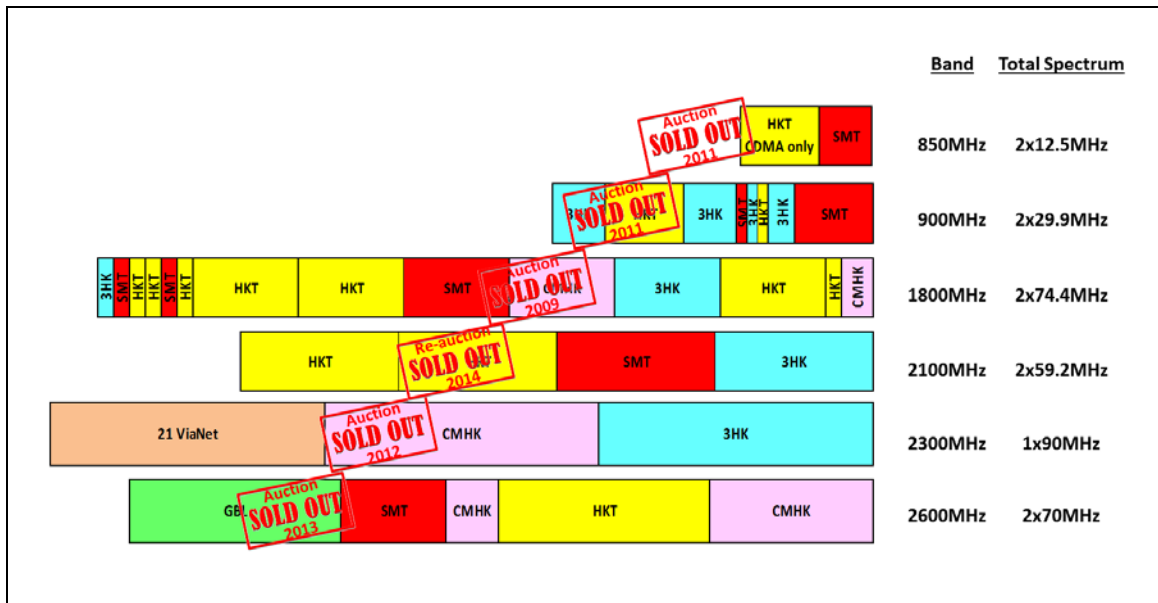 Band Total Spectrum
Auction
SOLD OUT
2011
HKT
CDMA only
SMT
850MHz 2x12.5MHz
3HK
Auction
SOLD OUT
2011
HKT
3HK
SMT
3HK
HKT
3HK
SMT
900MHz 2x29.9MHz
3HK
SMT
HKT
HKT
SMT
HKT
HKT
HKT
SMT
Auction
SOLD OUT
2009
CMHK
3HK
HKT
HKT
CMHK
1800MHz 2x74.4MHz
HKT
Re-auction
SOLD OUT
2014
SMT
3HK
2100MHz 2x59.2MHz
21 ViaNet
Auction
SOLD OUT
2012
CMHK
3HK
2300MHz 1x90MHz
GBL
Auction
SOLD OUT
2013
SMT
CMHK
HKT
CMHK
2600MHz 2x70MHz